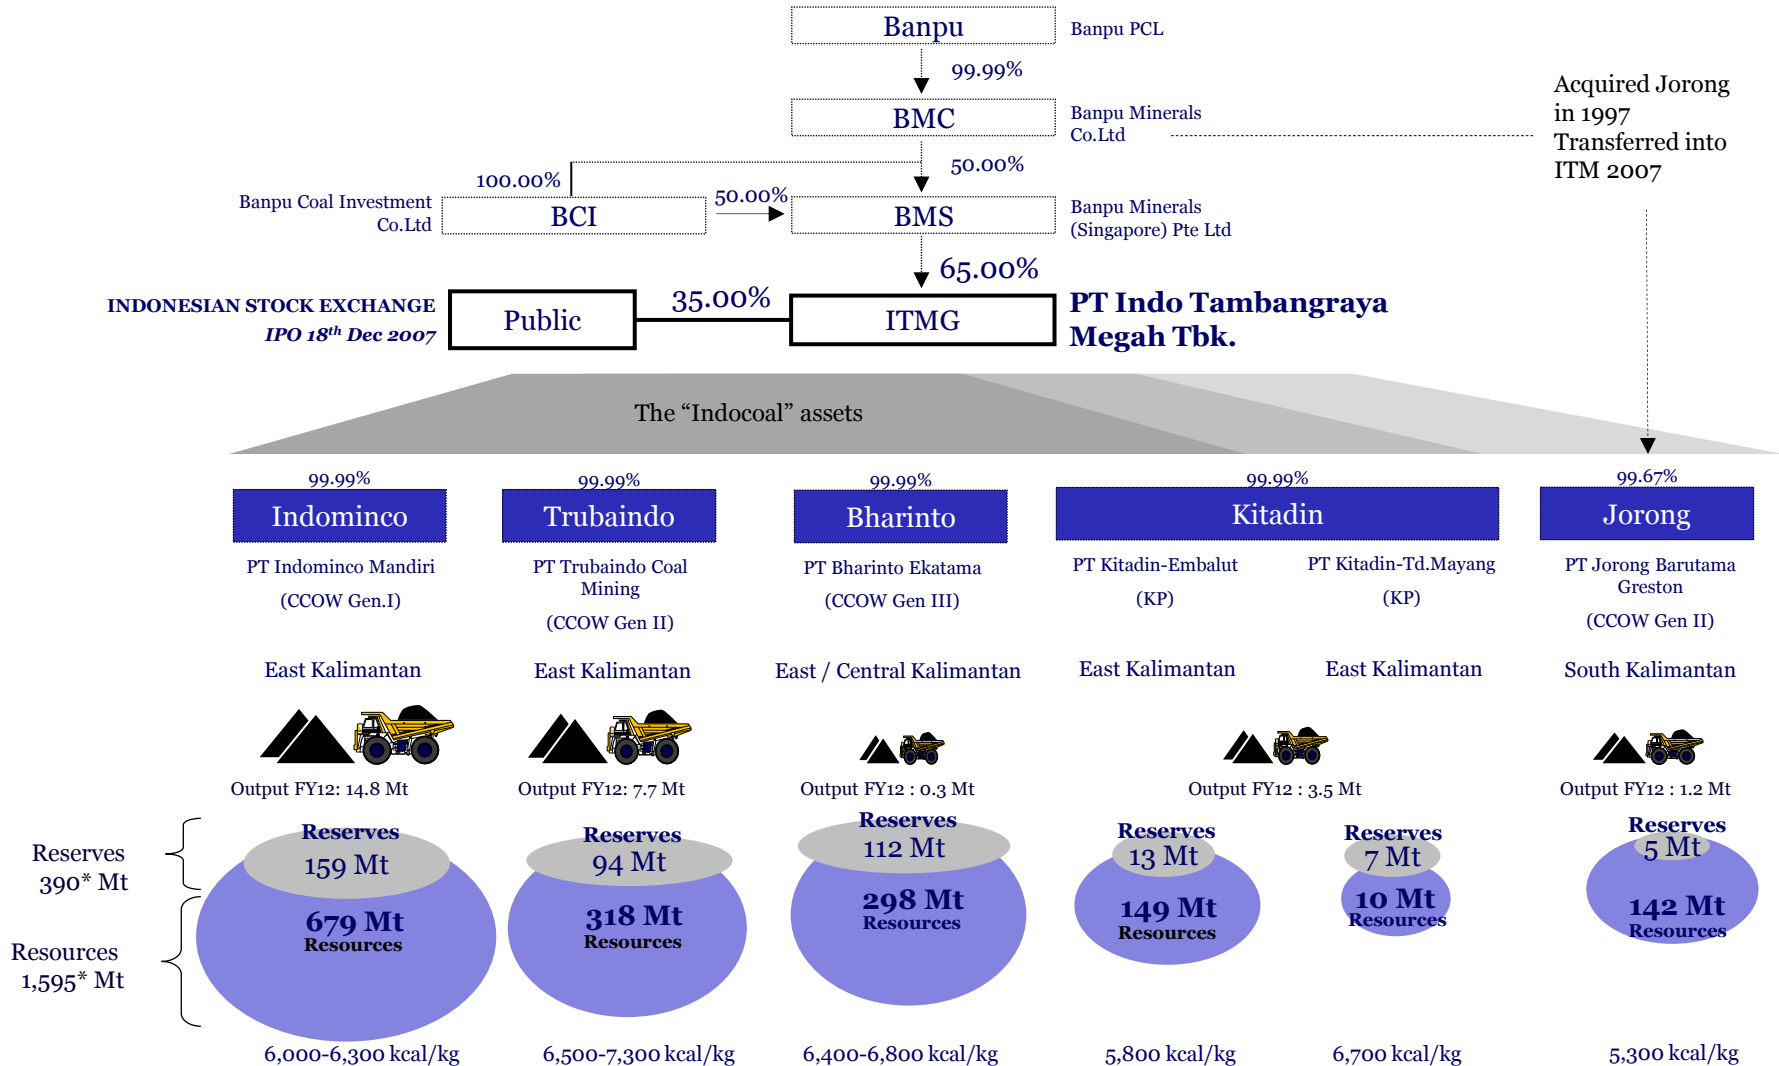 Banpu
Banpu PCL
99.99%
BMC
Banpu Minerals
Co.Ltd
Acquired Jorong
in 1997
Transferred into
ITM 2007
100.00%
50.00%
50.00%
Banpu Coal Investment
Co.Ltd
BCI
BMS
Banpu Minerals
(Singapore) Pte Ltd
65.00%
INDONESIAN STOCK EXCHANGE
IPO 18th Dec 2007
Public
35.00%
ITMG
PT Indo Tambangraya
Megah Tbk.
The “Indocoal” assets
99.99%
99.99%
99.99%
99.99%
99.67%
Indominco
Trubaindo
Bharinto
Kitadin
Jorong
PT Indominco Mandiri
(CCOW Gen.I)
PT Trubaindo Coal
Mining
(CCOW Gen II)
PT Bharinto Ekatama
(CCOW Gen III)
PT Kitadin-Embalut
(KP)
PT Kitadin-Td.Mayang
(KP)
PT Jorong Barutama
Greston
(CCOW Gen II)
East Kalimantan
East Kalimantan
East / Central Kalimantan
East Kalimantan
East Kalimantan
South Kalimantan
Output FY12: 14.8 Mt
Output FY12: 7.7 Mt
Output FY12 : 0.3 Mt
Output FY12 : 3.5 Mt
Output FY12 : 1.2 Mt
Reserves
390* Mt
Reserves
159 Mt
Reserves
94 Mt
Reserves
112 Mt
Reserves
13 Mt
Reserves
7 Mt
Reserves
5 Mt
Resources
1,595* Mt
679 Mt
Resources
318 Mt
Resources
298 Mt
Resources
149 Mt
Resources
10 Mt
Resources
142 Mt
Resources
6,000-6,300 kcal/kg
6,500-7,300 kcal/kg
6,400-6,800 kcal/kg
5,800 kcal/kg
6,700 kcal/kg
5,300 kcal/kg